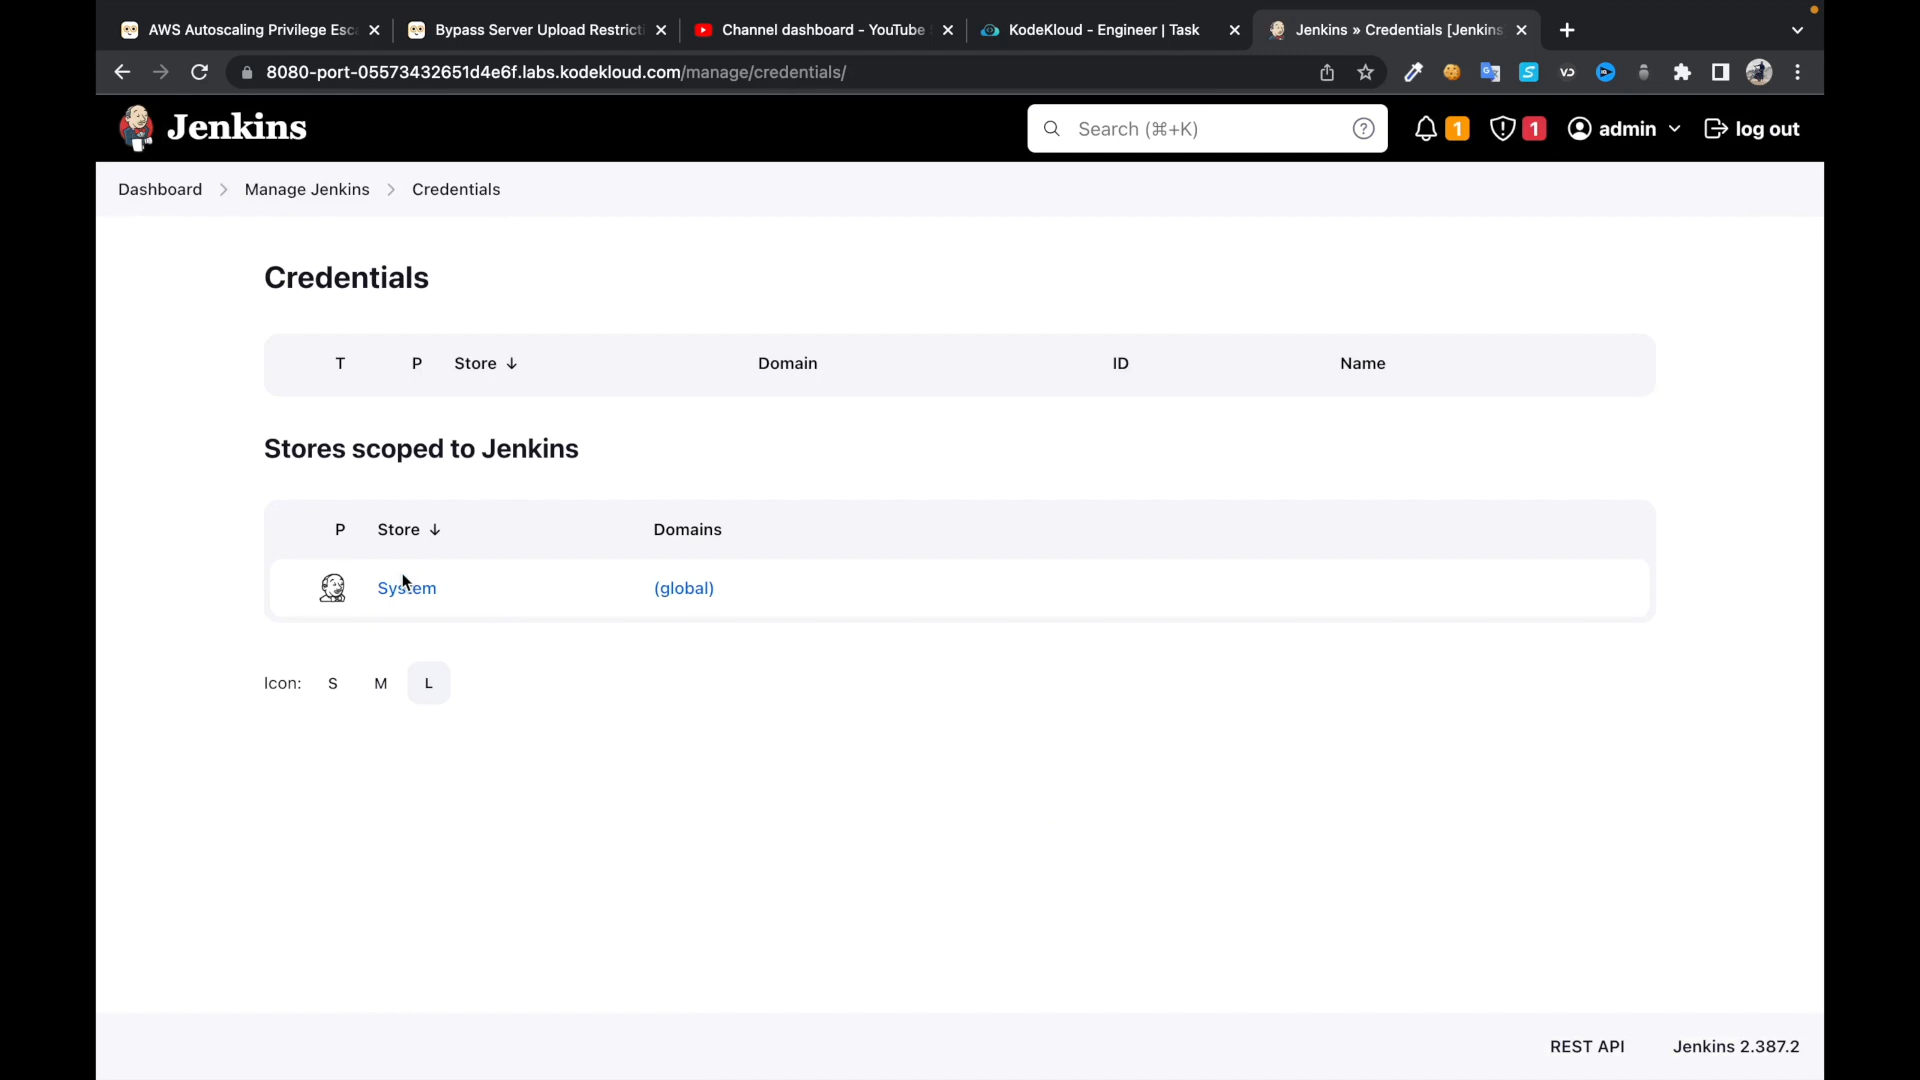 AWS Autoscaling Privilege Esc
Bypass Server Upload Restricti
Channel dashboard - YouTube
KodeKloud - Engineer | Task
Jenkins » Credentials [Jenkins
8080-port-05573432651d4e6f.labs.kodekloud.com/manage/credentials/
Jenkins
Search (⌘+K)
1
1
admin
log out
Dashboard
Manage Jenkins
Credentials
Credentials
T P Store ↓ Domain ID Name
Stores scoped to Jenkins
P Store ↓ Domains
System (global)
Icon: S M L
REST API Jenkins 2.387.2